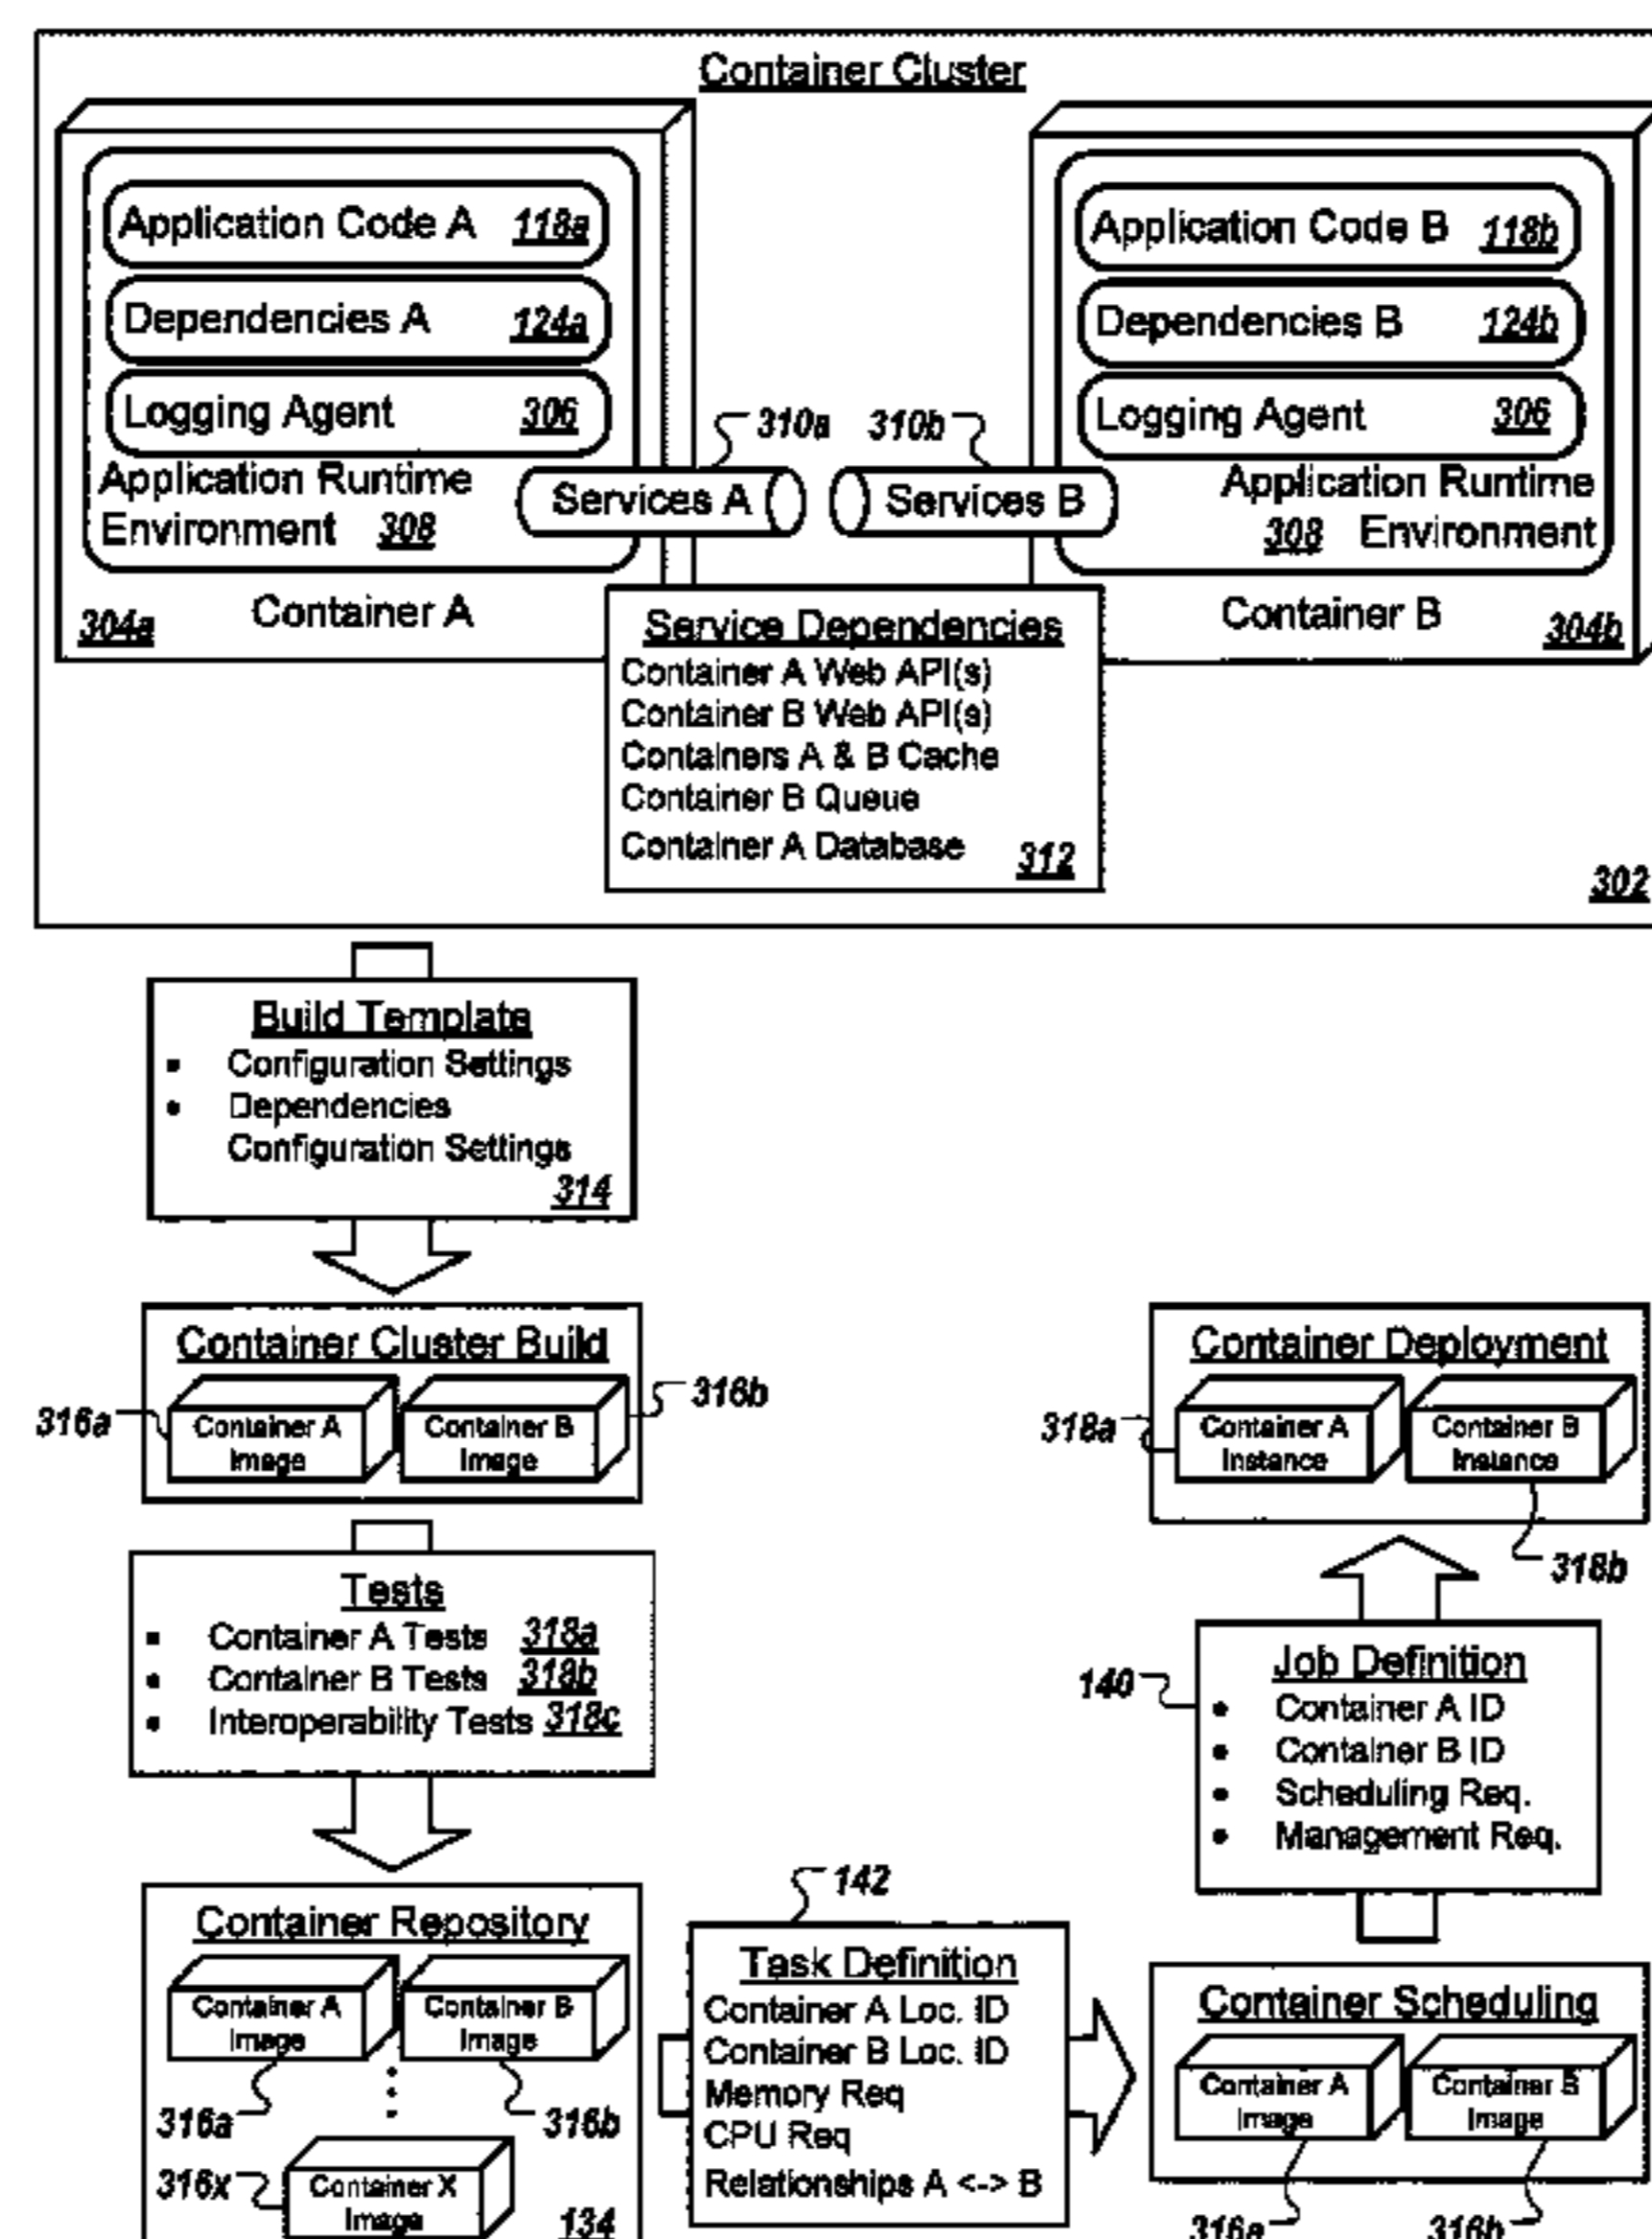 Container Cluster
Application Code A 118a
Dependencies A 124a
Logging Agent 306
Application Runtime
Environment 308
Container A
304a
310a
Services A
310b
Services B
Application Code B 118b
Dependencies B 124b
Logging Agent 306
Application Runtime
308 Environment
Container B
304b
Service Dependencies
Container A Web API(s)
Container B Web API(s)
Containers A & B Cache
Container B Queue
Container A Database
312
302
Build Template
▪ Configuration Settings
• Dependencies
Configuration Settings
314
Container Cluster Build
316a
Container A
Image
Container B
Image
316b
Tests
▪ Container A Tests 318a
• Container B Tests 318b
• Interoperability Tests 318c
Container Repository
Container A
Image
Container B
Image
316a
316b
316x
Container X
Image
134
142
Task Definition
Container A Loc. ID
Container B Loc. ID
Memory Req
CPU Req
Relationships A <-> B
Container Scheduling
Container A
Image
Container B
Image
316a
316b
140
Job Definition
• Container A ID
• Container B ID
• Scheduling Req.
• Management Req.
Container Deployment
318a
Container A
Instance
Container B
Instance
318b